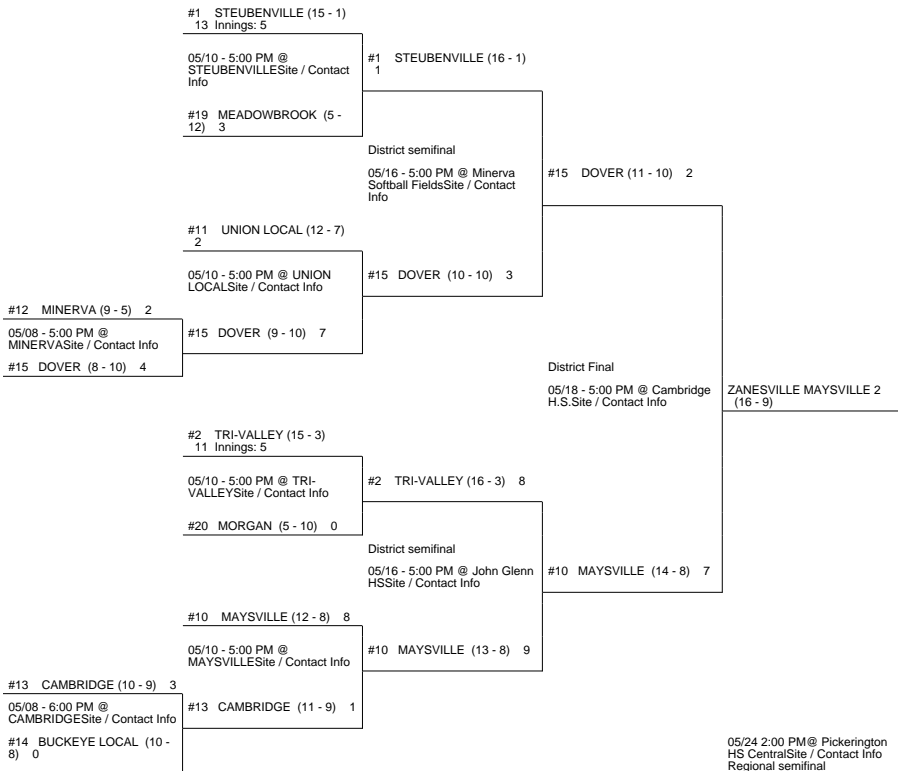 #1 STEUBENVILLE (15 - 1)
13 Innings: 5
05/10 - 5:00 PM @
STEUBENVILLESite / Contact
Info
#19 MEADOWBROOK (5 -
12) 3
#1 STEUBENVILLE (16 - 1)
1
District semifinal
05/16 - 5:00 PM @ Minerva
Softball FieldsSite / Contact
Info
#15 DOVER (11 - 10) 2
#11 UNION LOCAL (12 - 7)
2
05/10 - 5:00 PM @ UNION
LOCALSite / Contact Info
#15 DOVER (10 - 10) 3
#12 MINERVA (9 - 5) 2
05/08 - 5:00 PM @
MINERVASite / Contact Info
#15 DOVER (8 - 10) 4
#15 DOVER (9 - 10) 7
District Final
05/18 - 5:00 PM @ Cambridge
H.S.Site / Contact Info
ZANESVILLE MAYSVILLE 2
(16 - 9)
#2 TRI-VALLEY (15 - 3)
11 Innings: 5
05/10 - 5:00 PM @ TRI-
VALLEYSite / Contact Info
#20 MORGAN (5 - 10) 0
#2 TRI-VALLEY (16 - 3) 8
District semifinal
05/16 - 5:00 PM @ John Glenn
HSSite / Contact Info
#10 MAYSVILLE (14 - 8) 7
#10 MAYSVILLE (12 - 8) 8
05/10 - 5:00 PM @
MAYSVILLESite / Contact Info
#10 MAYSVILLE (13 - 8) 9
#13 CAMBRIDGE (10 - 9) 3
05/08 - 6:00 PM @
CAMBRIDGESite / Contact Info
#14 BUCKEYE LOCAL (10 -
8) 0
#13 CAMBRIDGE (11 - 9) 1
05/24 2:00 PM@ Pickerington
HS CentralSite / Contact Info
Regional semifinal